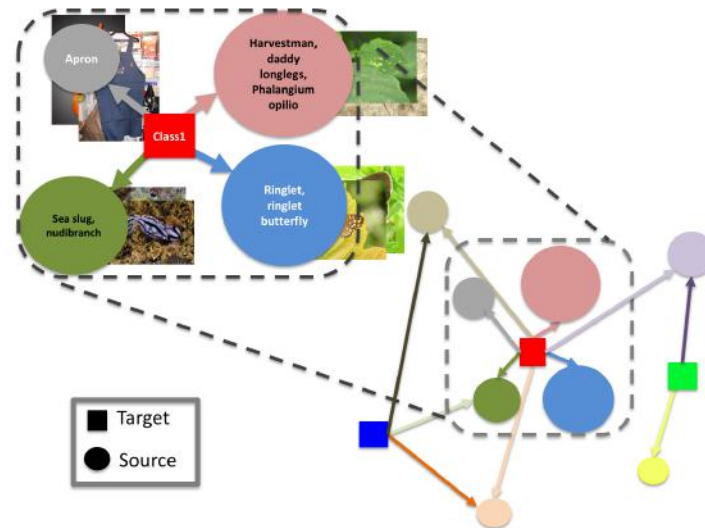 Apron
Harvestman,
daddy
longlegs,
Phalangium
opilio
Class1
Sea slug,
nudibranch
Ringlet,
ringlet
butterfly
Target
Source